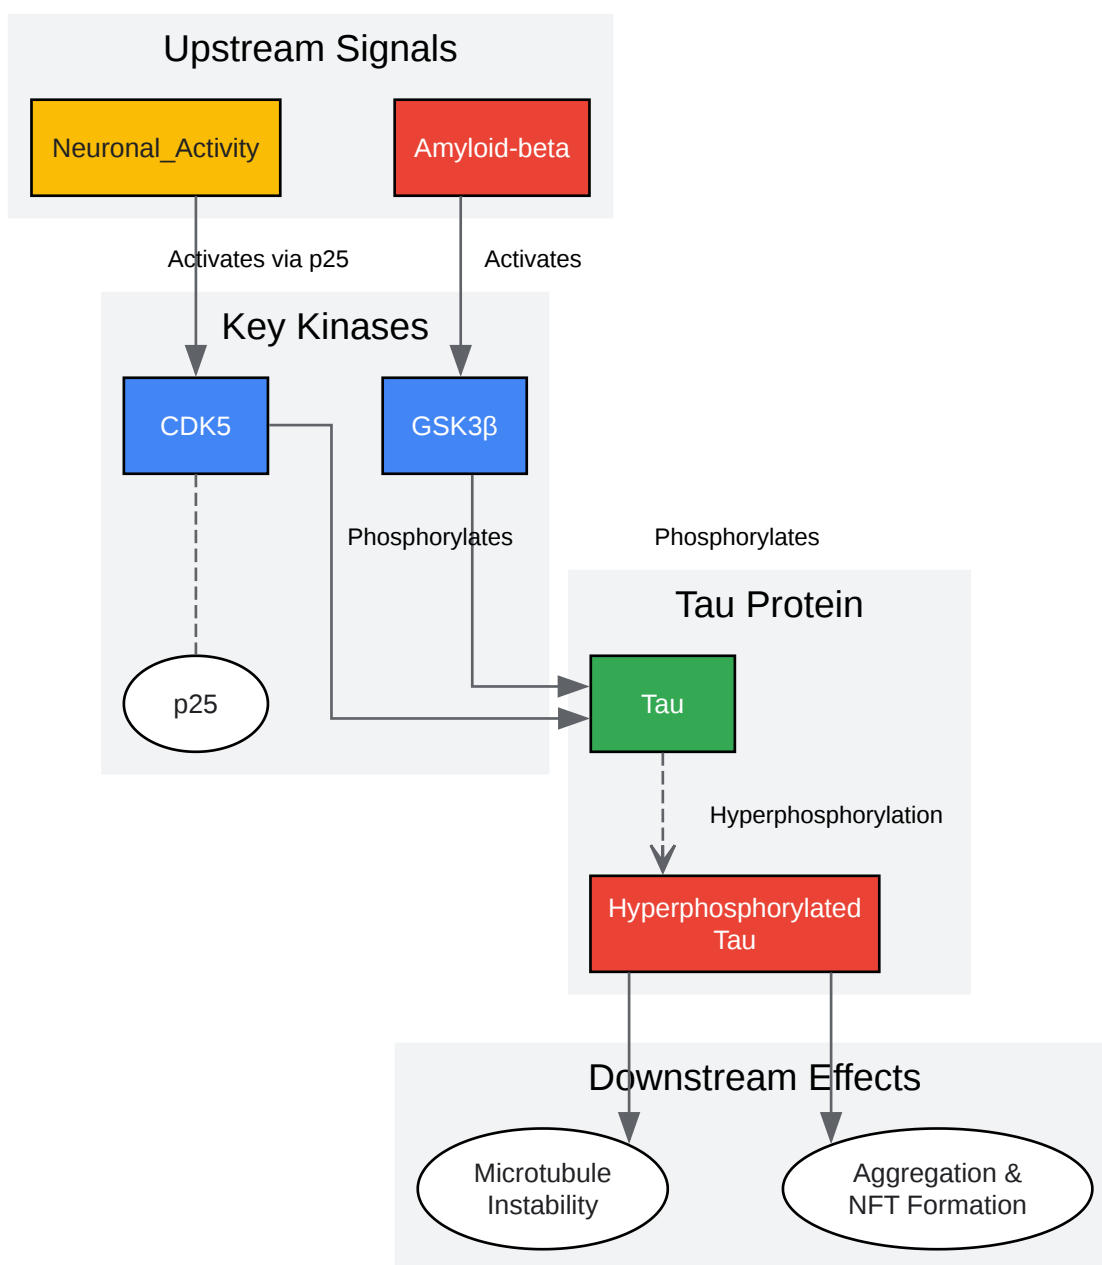 Upstream Signals
Neuronal_Activity
Amyloid-beta
Activates via p25
Activates
Key Kinases
CDK5
GSK3β
Phosphorylates
Phosphorylates
Tau Protein
p25
Tau
Hyperphosphorylation
Hyperphosphorylated
Tau
Downstream Effects
Microtubule
Instability
Aggregation &
NFT Formation